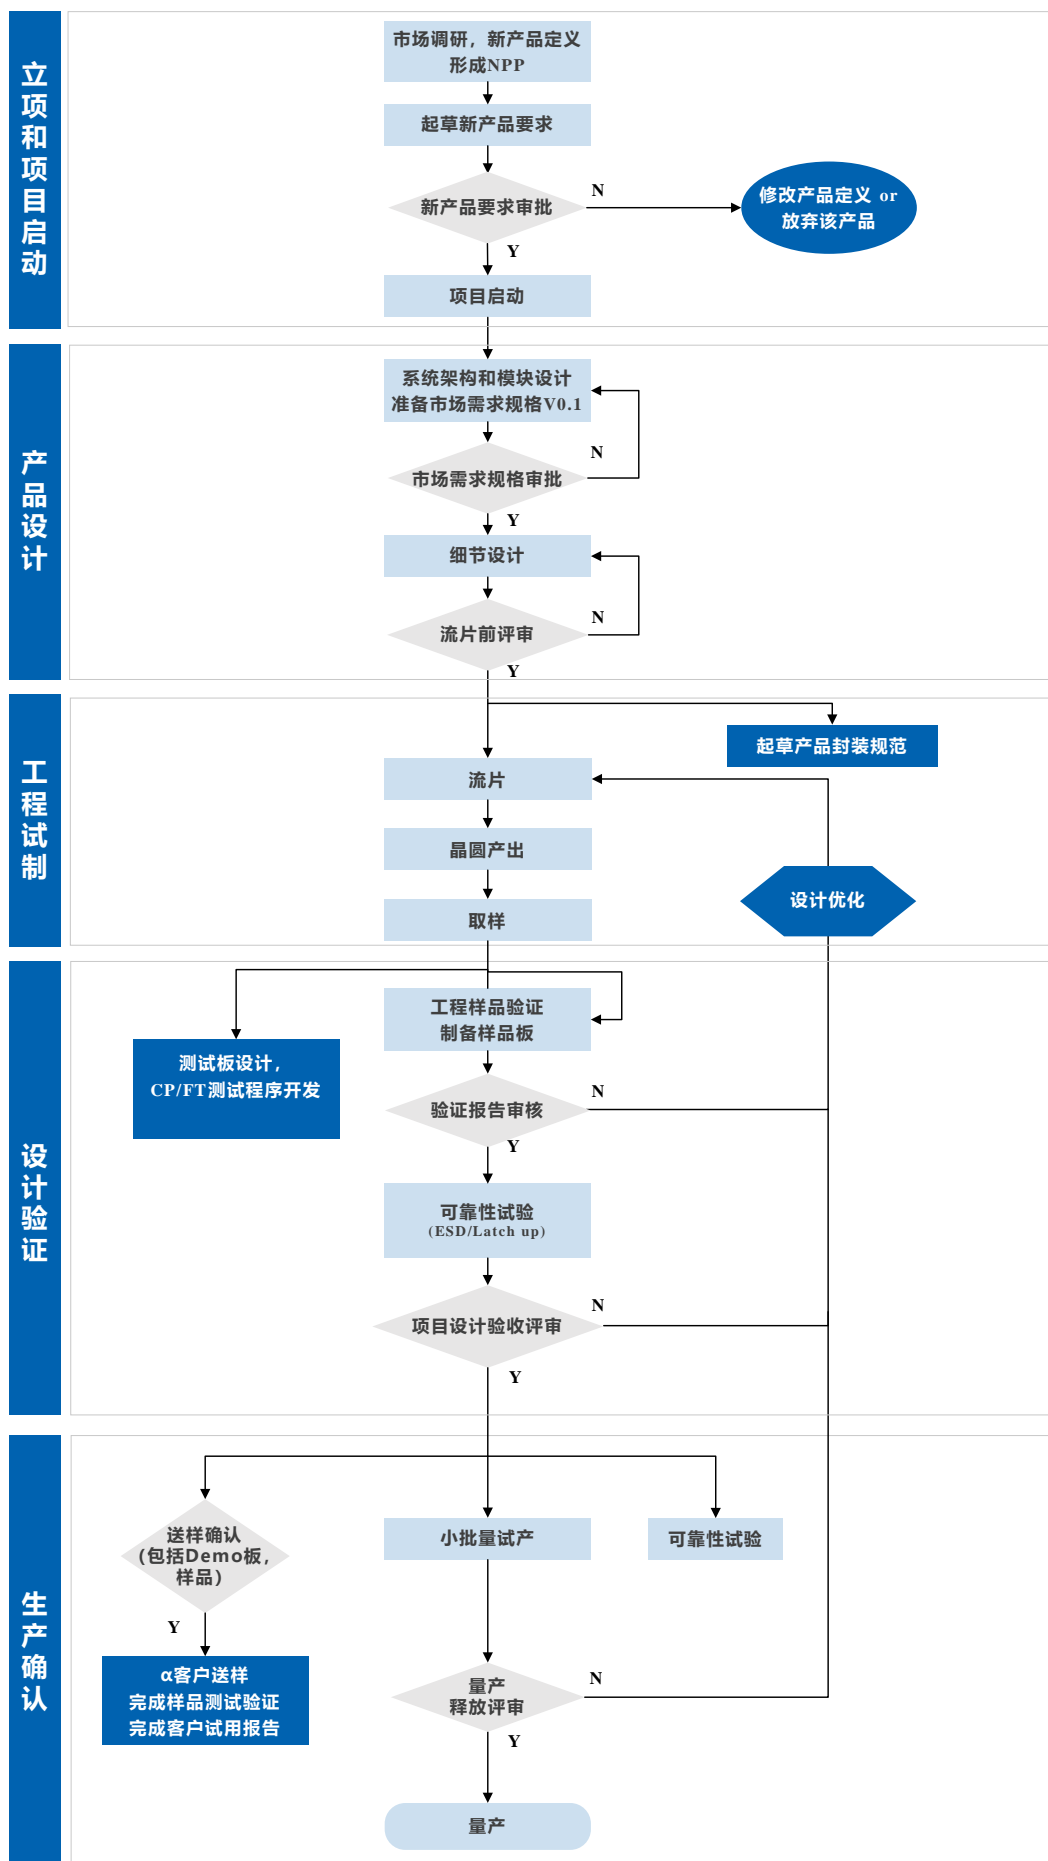 立项和项目启动
市场调研，新产品定义
形成NPP
起草新产品要求
新产品要求审批
N
修改产品定义 or
放弃该产品
Y
项目启动
产品设计
系统架构和模块设计
准备市场需求规格V0.1
N
市场需求规格审批
Y
细节设计
N
流片前评审
Y
工程试制
起草产品封装规范
流片
晶圆产出
设计优化
取样
设计验证
工程样品验证
制备样品板
测试板设计，
CP/FT测试程序开发
N
验证报告审核
Y
可靠性试验
(ESD/Latch up)
N
项目设计验收评审
Y
生产确认
送样确认
（包括Demo板，
样品）
小批量试产
可靠性试验
Y
α客户送样
完成样品测试验证
完成客户试用报告
N
量产
释放评审
Y
量产